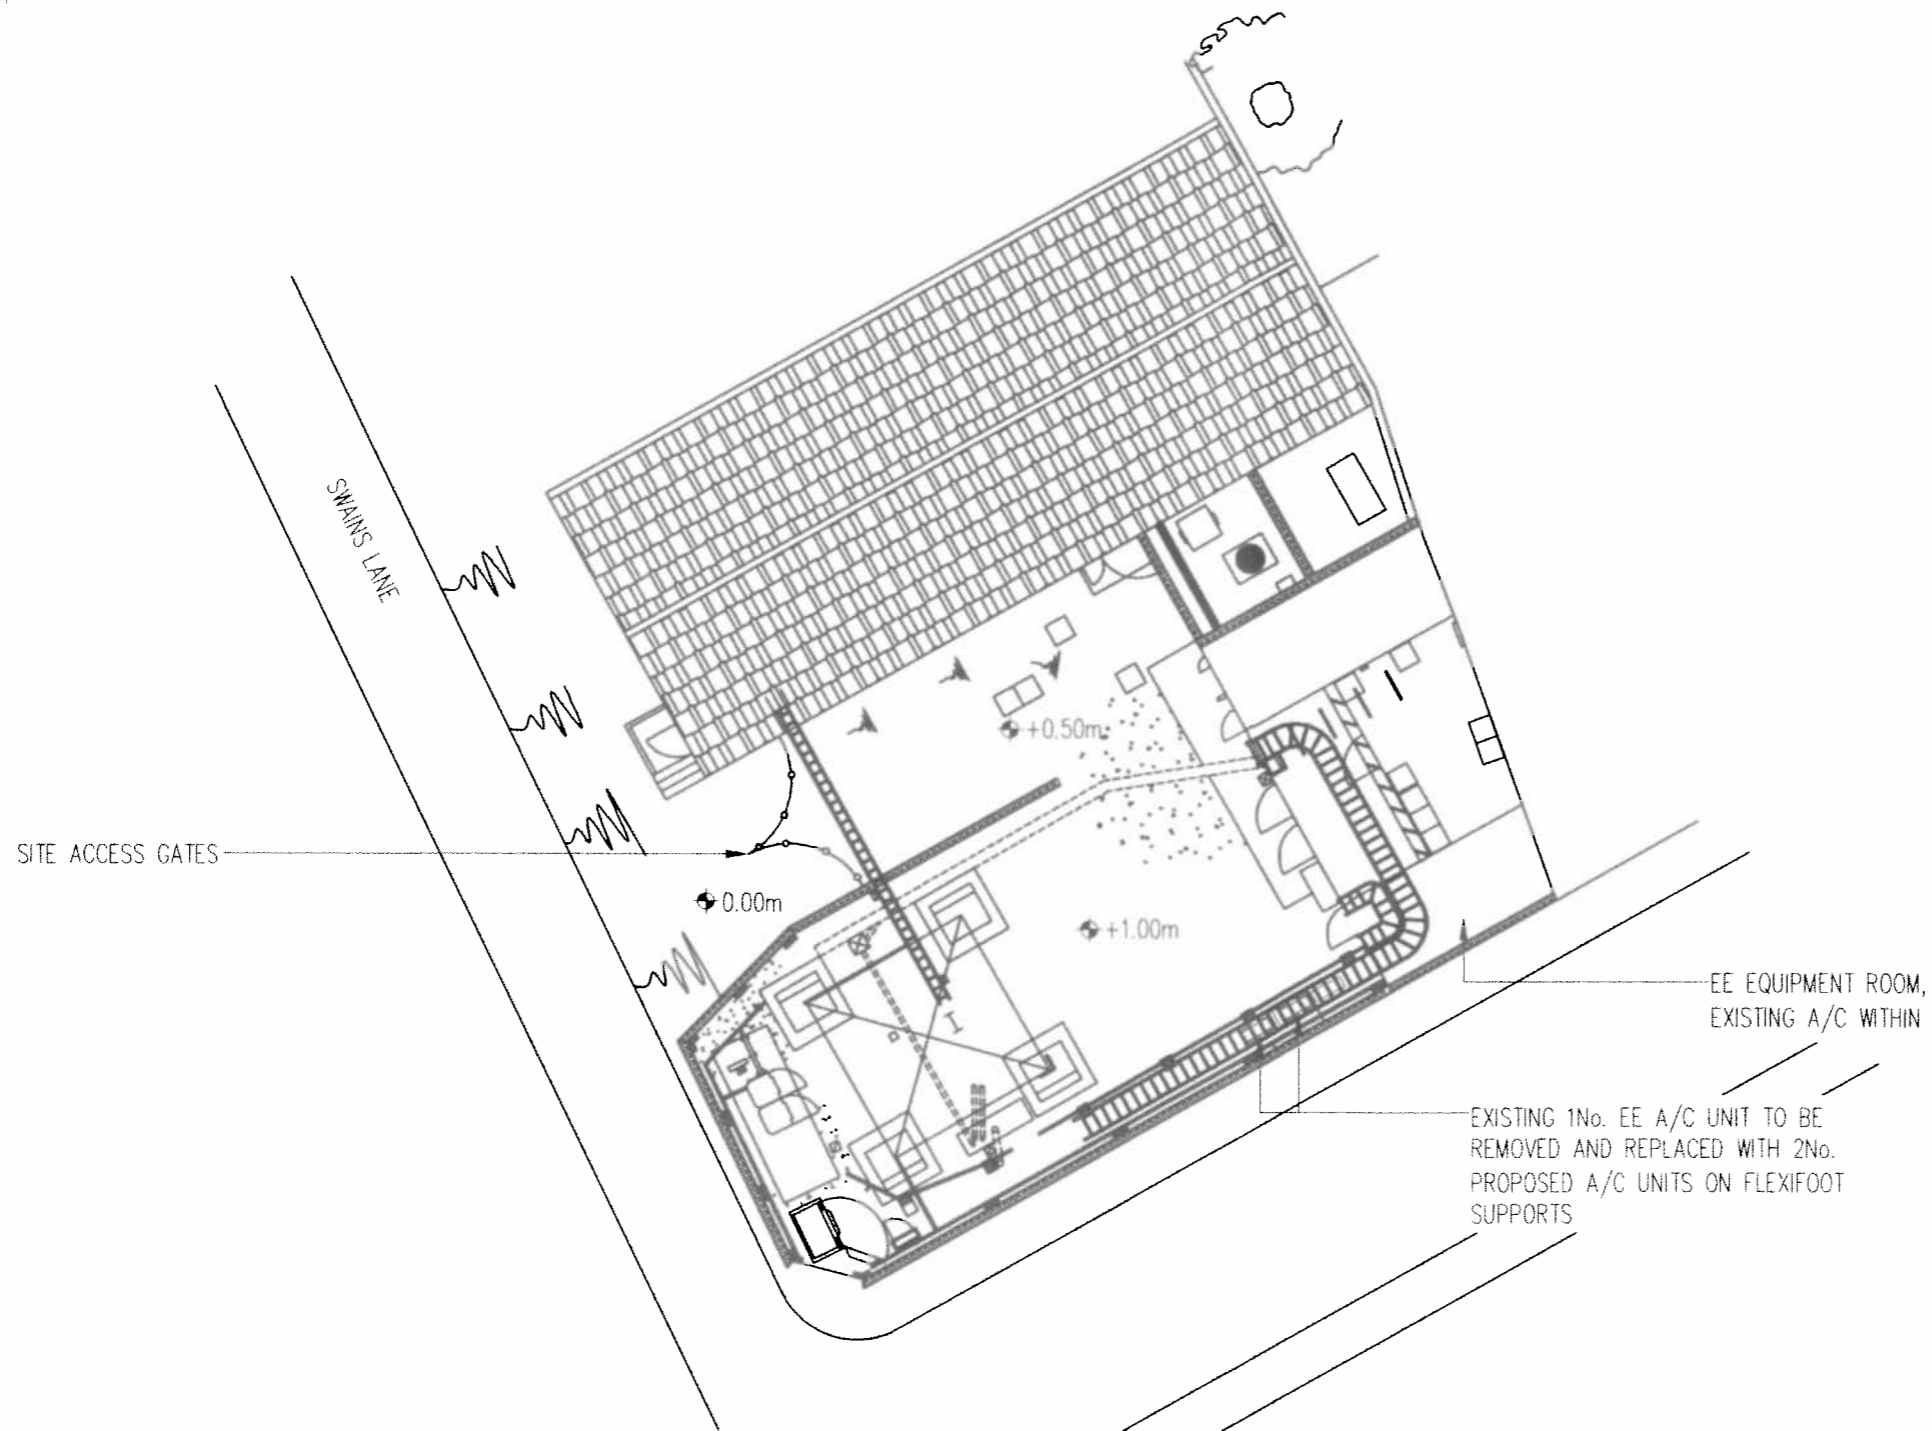 SWAINS LANE
+0.50m
SITE ACCESS GATES
0.00m
+1.00m
EE EQUIPMENT ROOM,
EXISTING A/C WITHIN
EXISTING 1No. EE A/C UNIT TO BE
REMOVED AND REPLACED WITH 2No.
PROPOSED A/C UNITS ON FLEXIFOOT
SUPPORTS